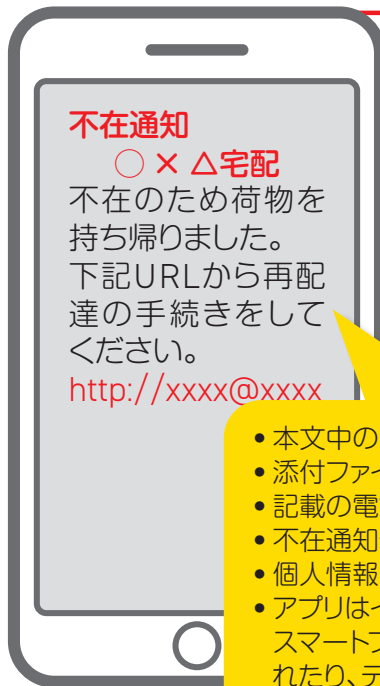 不在通知
○×△宅配
不在のため荷物を
持ち帰りました。
下記URLから再配
達の手続きをして
ください。
http://xxxx@xxxx
• 本文中の
• 添付ファイ
• 記載の電
• 不在通知
• 個人情報
• アプリはイ
スマートフ
れたり、デ